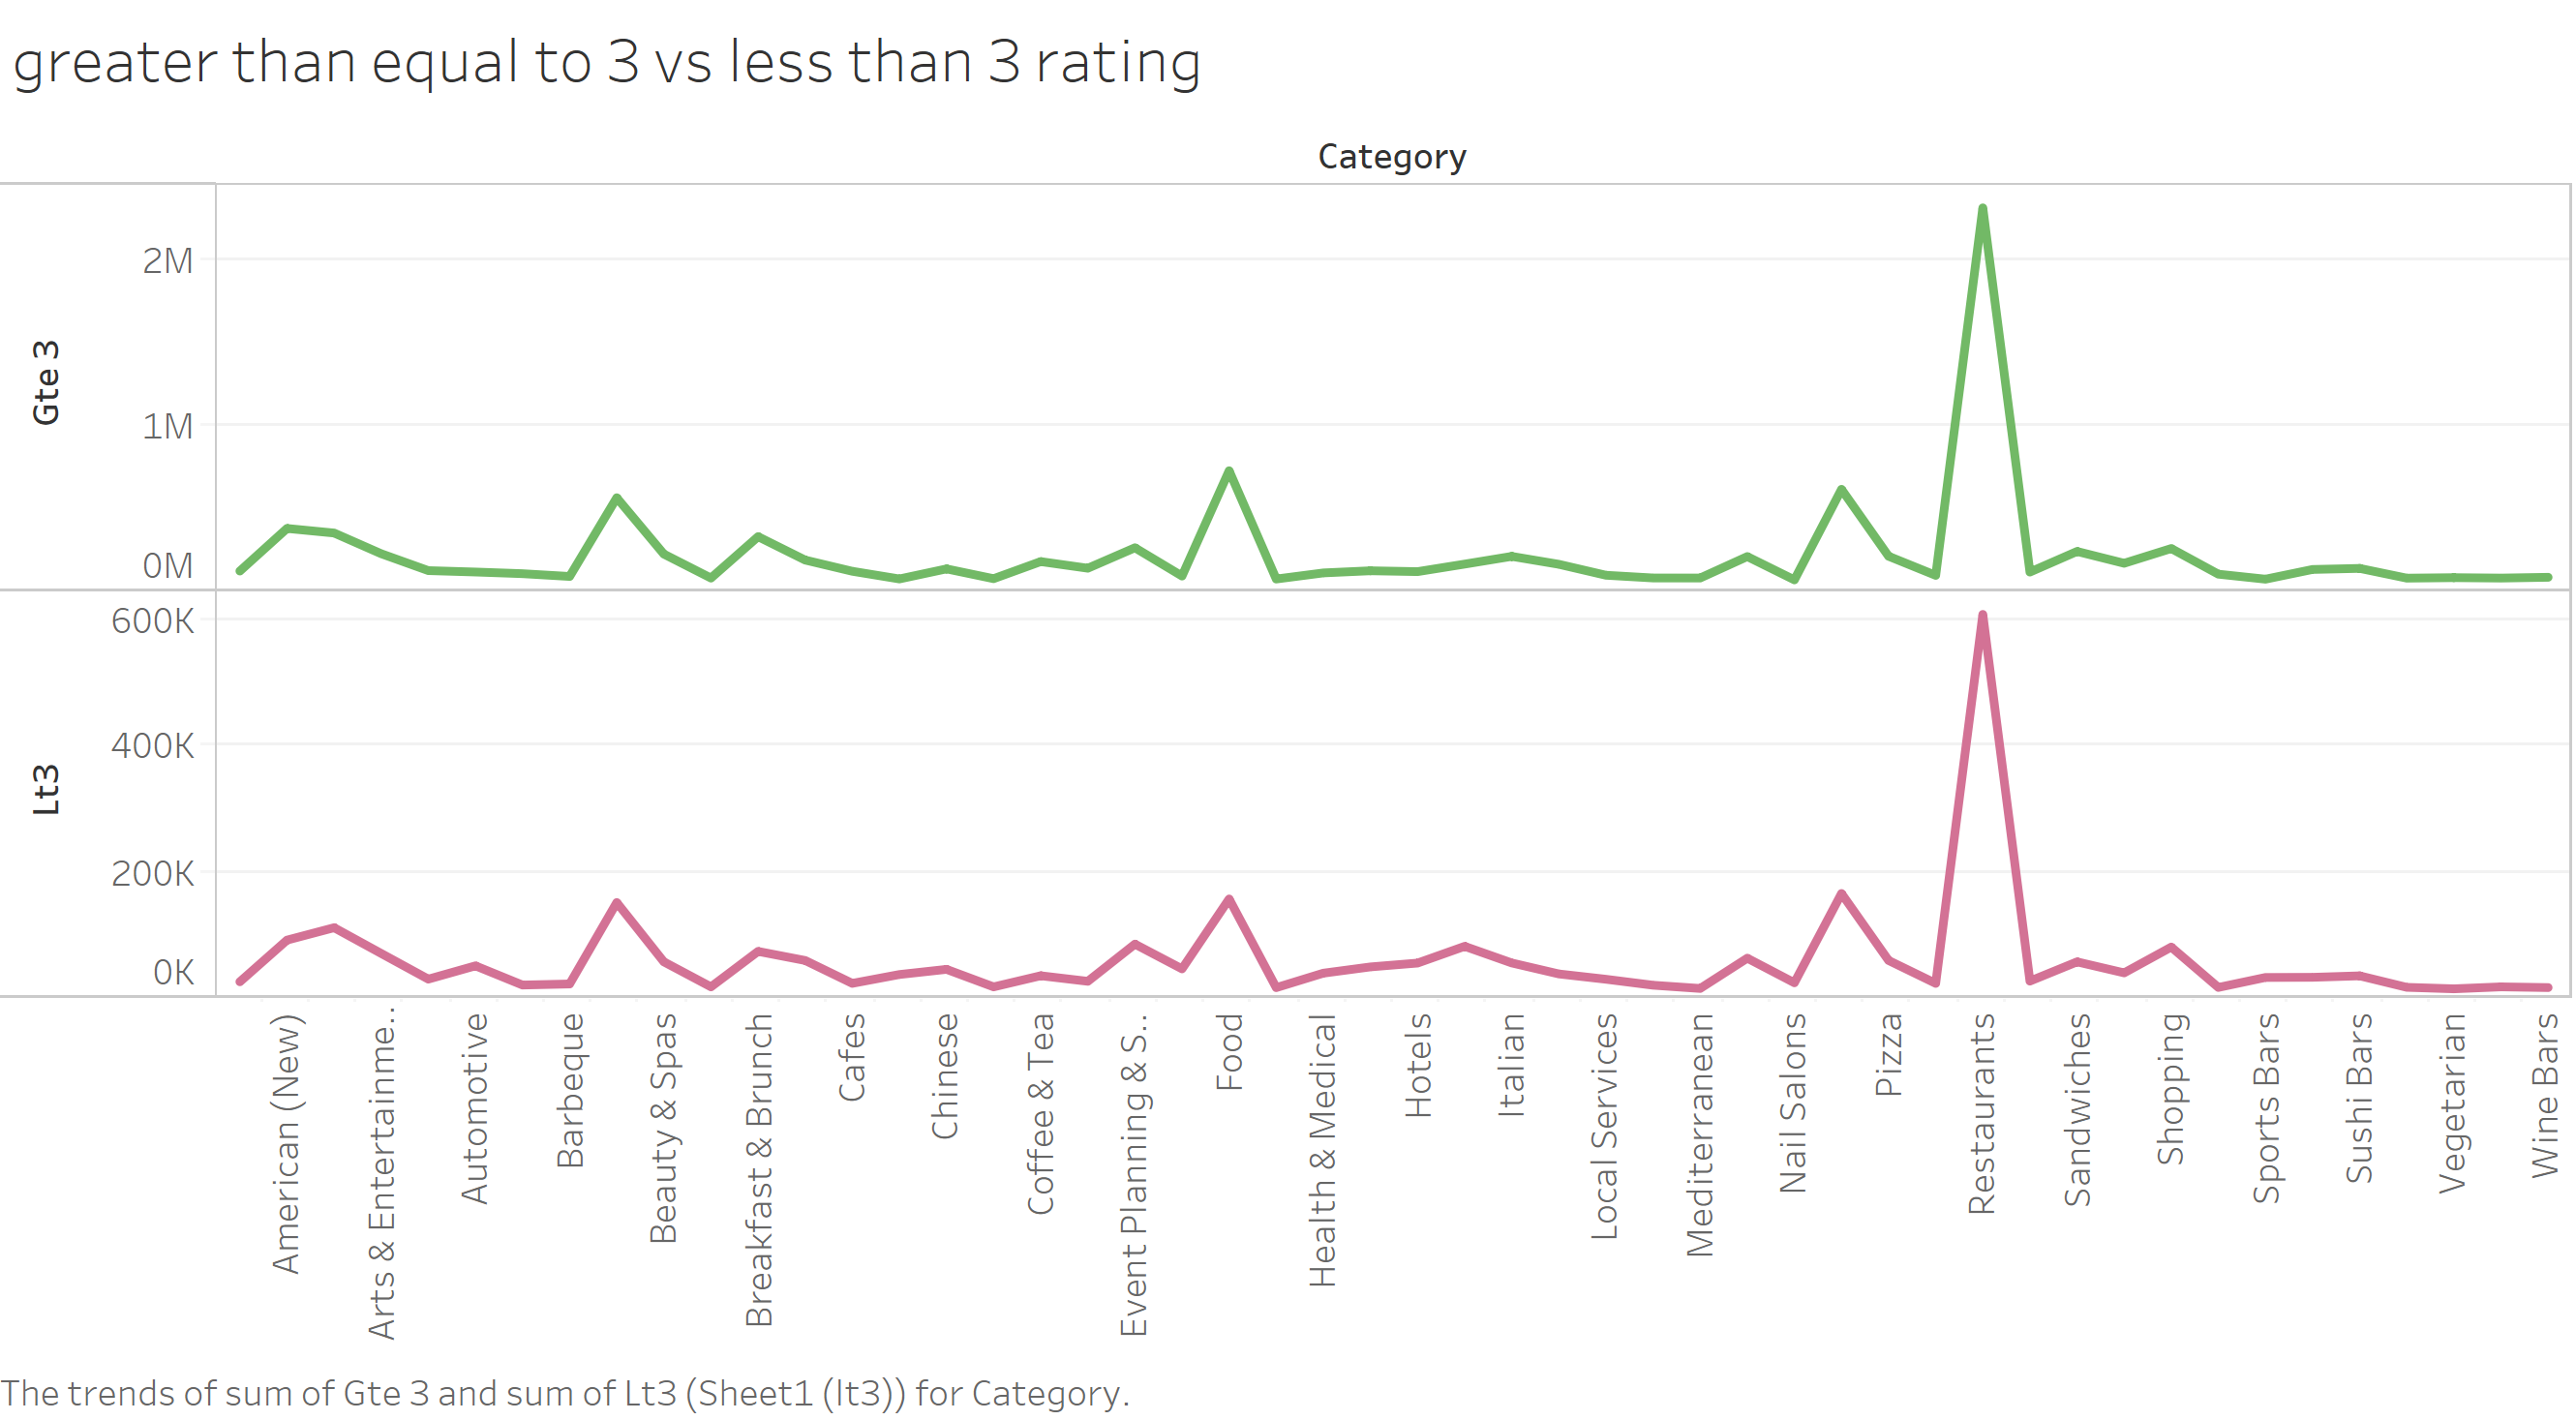 greater than equal to 3 vs less than 3 rating
Category
Gte 3
2M
1M
0M
Lt3
600K
400K
200K
0K
American (New)
Arts & Entertainme..
Automotive
Barbeque
Beauty & Spas
Breakfast & Brunch
Cafes
Chinese
Coffee & Tea
Event Planning & S..
Food
Health & Medical
Hotels
Italian
Local Services
Mediterranean
Nail Salons
Pizza
Restaurants
Sandwiches
Shopping
Sports Bars
Sushi Bars
Vegetarian
Wine Bars
The trends of sum of Gte 3 and sum of Lt3 (Sheet1 (lt3)) for Category.